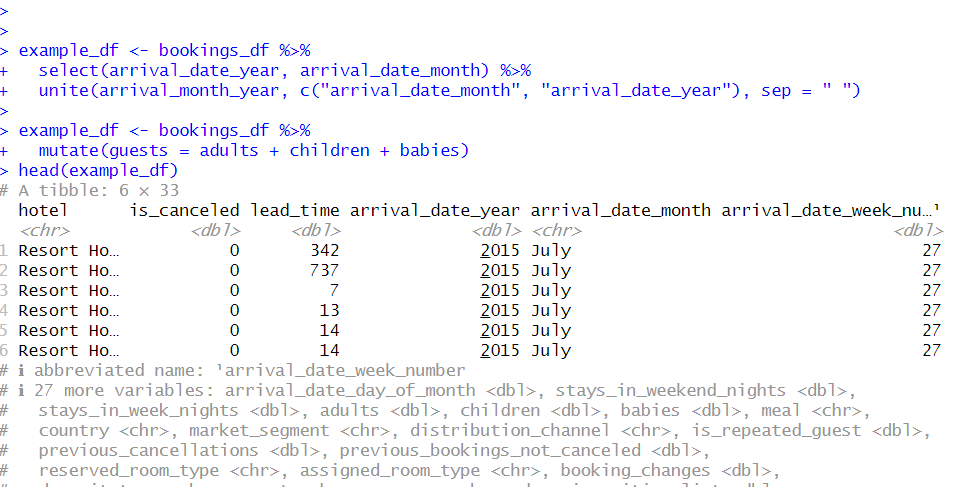 >
>
> example_df <- bookings_df %>%
+   select(arrival_date_year, arrival_date_month) %>%
+   unite(arrival_month_year, c("arrival_date_month", "arrival_date_year"), sep = " ")
>
> example_df <- bookings_df %>%
+   mutate(guests = adults + children + babies)
> head(example_df)
# A tibble: 6 × 33
  hotel      is_canceled lead_time arrival_date_year arrival_date_month arrival_date_week_nu…¹
  <chr>            <dbl>     <dbl>             <dbl> <chr>                               <dbl>
1 Resort Ho…           0       342              2015 July                                   27
2 Resort Ho…           0       737              2015 July                                   27
3 Resort Ho…           0         7              2015 July                                   27
4 Resort Ho…           0        13              2015 July                                   27
5 Resort Ho…           0        14              2015 July                                   27
6 Resort Ho…           0        14              2015 July                                   27
# ℹ abbreviated name: ¹arrival_date_week_number
# ℹ 27 more variables: arrival_date_day_of_month <dbl>, stays_in_weekend_nights <dbl>,
#   stays_in_week_nights <dbl>, adults <dbl>, children <dbl>, babies <dbl>, meal <chr>,
#   country <chr>, market_segment <chr>, distribution_channel <chr>, is_repeated_guest <dbl>,
#   previous_cancellations <dbl>, previous_bookings_not_canceled <dbl>,
#   reserved_room_type <chr>, assigned_room_type <chr>, booking_changes <dbl>,